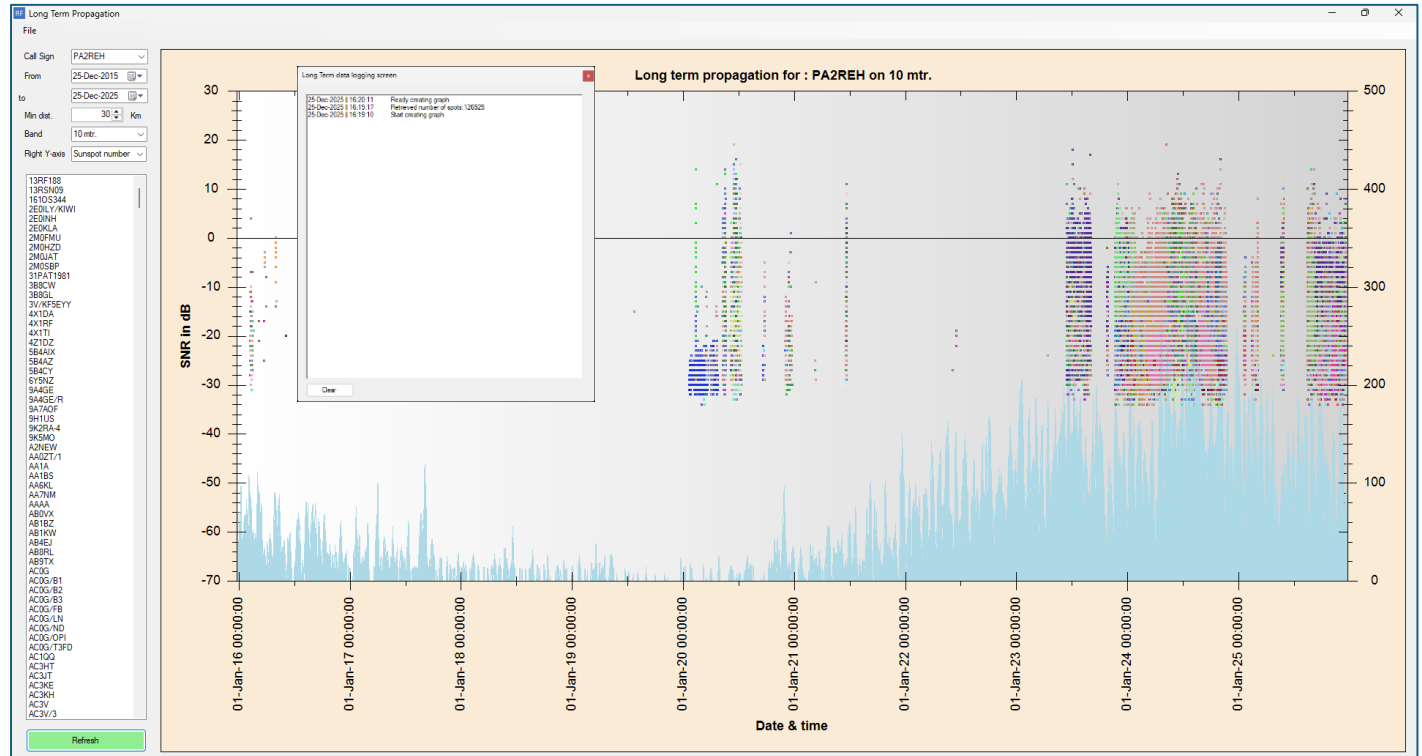 RF Long Term Propagation
File
Call Sign PA2REH
From 25-Dec-2015
to 25-Dec-2025
Min dist. 30 Km
Band 10 mtr.
Right Y-axis Sunspot number
13RF188
13RSN09
161OS344
2E0ILY/KIWI
2E0INH
2E0KLA
2M0FMU
2M0HZD
2M0JAT
2M0SBP
31PAT1981
3B8CW
3B8GL
3V/KF5EYY
4X1DA
4X1RF
4X1TI
4Z1DZ
5B4AIX
5B4AZ
5B4CY
6Y5NZ
9A4GE
9A4GE/R
9A7AOF
9H1US
9K2RA-4
9K5MO
A2NEW
AA0ZT/1
AA1A
AA1BS
AA6KL
AA7NM
AAAA
AB0VX
AB1BZ
AB1KW
AB4EJ
AB8RL
AB9TX
AC0G
AC0G/B1
AC0G/B2
AC0G/B3
AC0G/FB
AC0G/LN
AC0G/ND
AC0G/OPI
AC0G/T3FD
AC1QQ
AC3HT
AC3JT
AC3KE
AC3KH
AC3V
AC3V/3
Refresh
Long Term data logging screen
25-Dec-2025 || 16:20:11 Ready creating graph
25-Dec-2025 || 16:19:17 Retrieved number of spots: 126925
25-Dec-2025 || 16:19:10 Start creating graph
Clear
Long term propagation for : PA2REH on 10 mtr.
SNR in dB
30
20
10
0
-10
-20
-30
-40
-50
-60
-70
500
400
300
200
100
0
01-Jan-16 00:00:00
01-Jan-17 00:00:00
01-Jan-18 00:00:00
01-Jan-19 00:00:00
01-Jan-20 00:00:00
01-Jan-21 00:00:00
01-Jan-22 00:00:00
01-Jan-23 00:00:00
01-Jan-24 00:00:00
01-Jan-25 00:00:00
Date & time